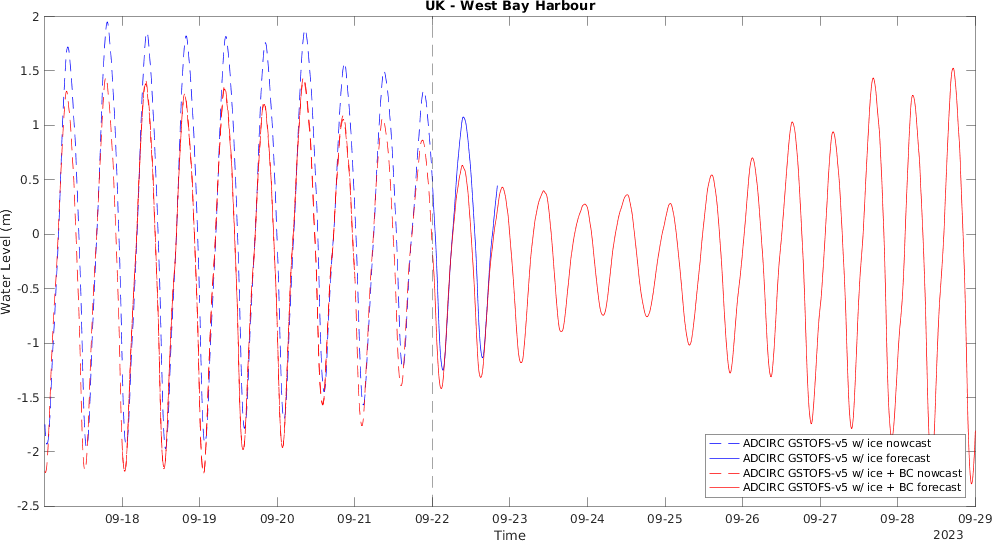 UK - West Bay Harbour
2
1.5
1
0.5
0
-0.5
-1
-1.5
-2
-2.5
Water Level (m)
ADCIRC GSTOFS-v5 w/ ice nowcast
ADCIRC GSTOFS-v5 w/ ice forecast
ADCIRC GSTOFS-v5 w/ ice + BC nowcast
ADCIRC GSTOFS-v5 w/ ice + BC forecast
09-18 09-19 09-20 09-21 09-22 09-23 09-24 09-25 09-26 09-27 09-28 09-29
Time
2023